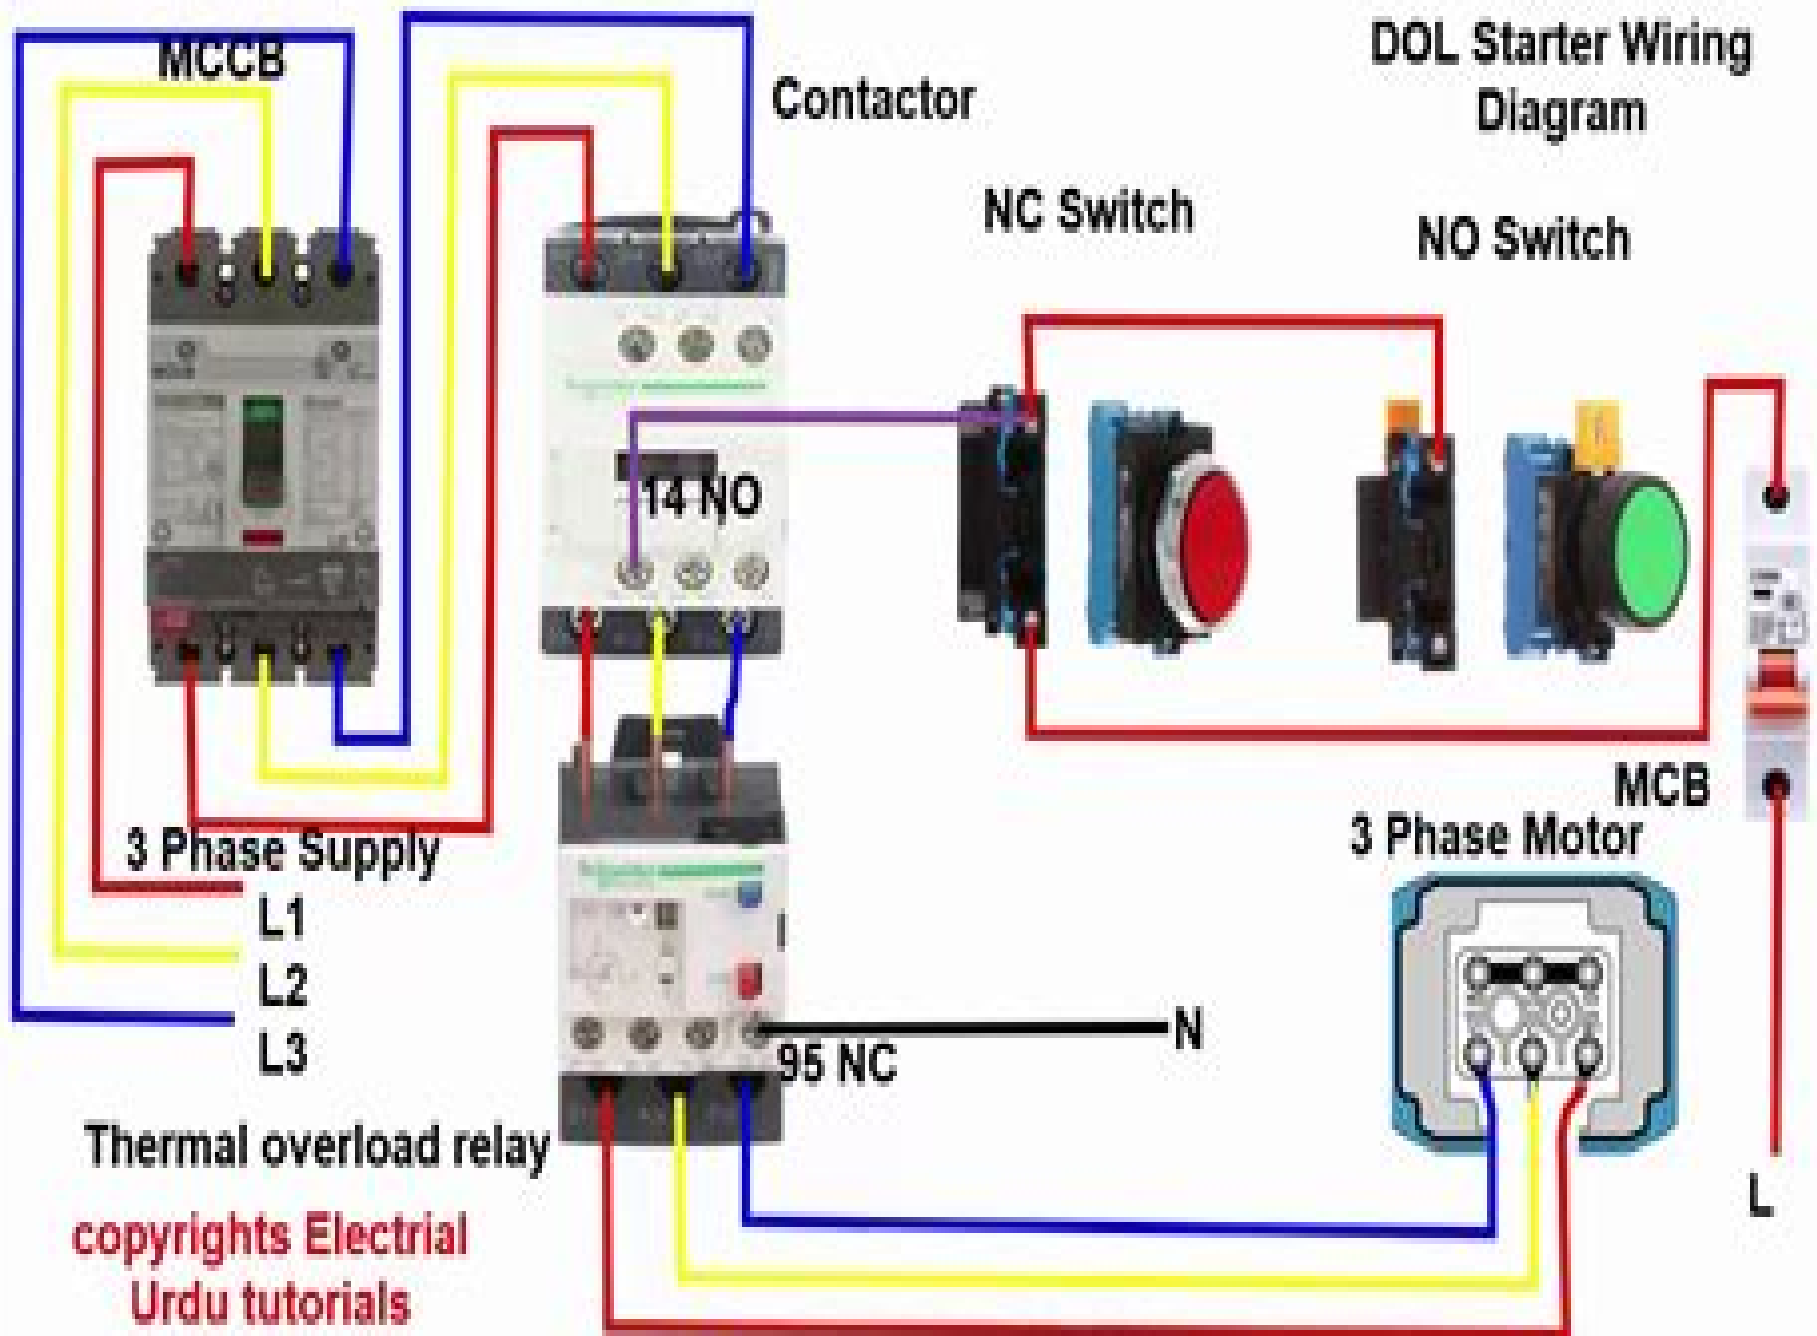 DOL Starter Wiring
Diagram
MCCB
Contactor
NC Switch
NO Switch
14 NO
MCB
3 Phase Motor
3 Phase Supply
L1
L2
L3
N
95 NC
L
Thermal overload relay
copyrights Electrial
Urdu tutorials